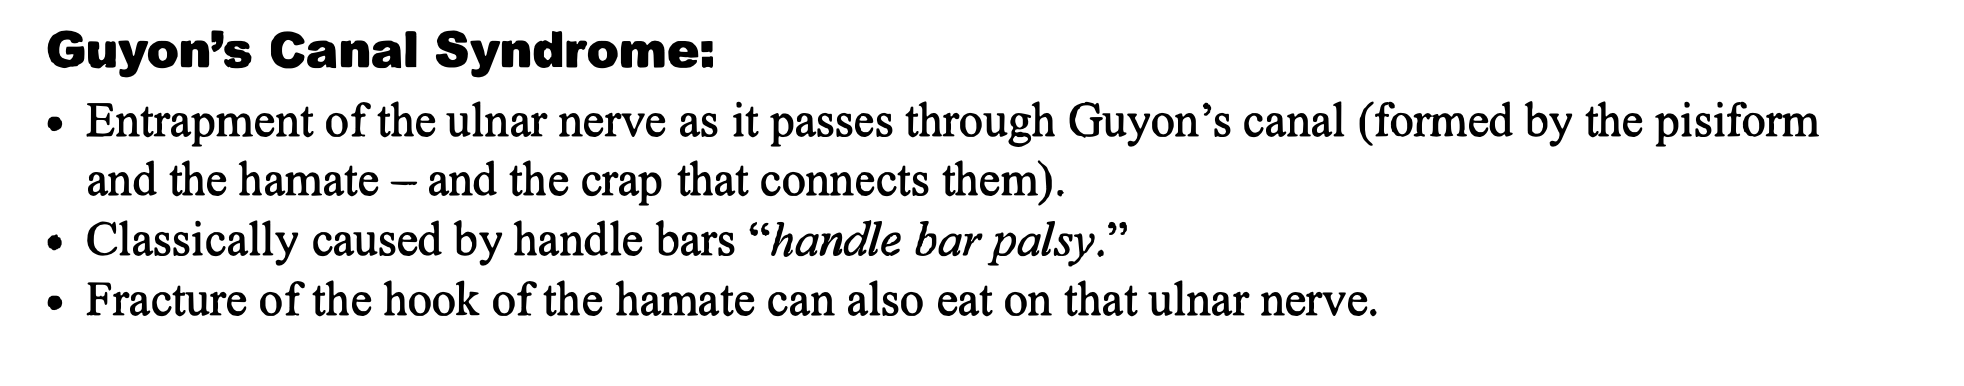 Guyon’s Canal Syndrome:
• Entrapment of the ulnar nerve as it passes through Guyon’s canal (formed by the pisiform
and the hamate – and the crap that connects them).
• Classically caused by handle bars “handle bar palsy.”
• Fracture of the hook of the hamate can also eat on that ulnar nerve.